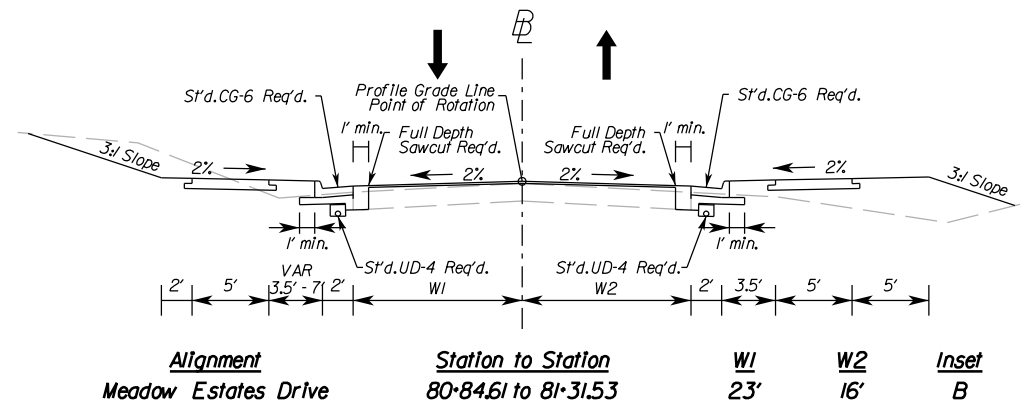 BL
St'd.CG-6 Req'd.
Profile Grade Line
Point of Rotation
St'd.CG-6 Req'd.
1' min.
Full Depth
Sawcut Req'd.
Full Depth
Sawcut Req'd.
1' min.
3:1 Slope
2%
2%
2%
2%
3:1 Slope
1' min.
1' min.
St'd.UD-4 Req'd.
St'd.UD-4 Req'd.
2'
5'
VAR
3.5' - 7'
2'
W1
W2
2'
3.5'
5'
5'
Alignment Station to Station W1 W2 Inset
Meadow Estates Drive 80+84.61 to 81+31.53 23' 16' B